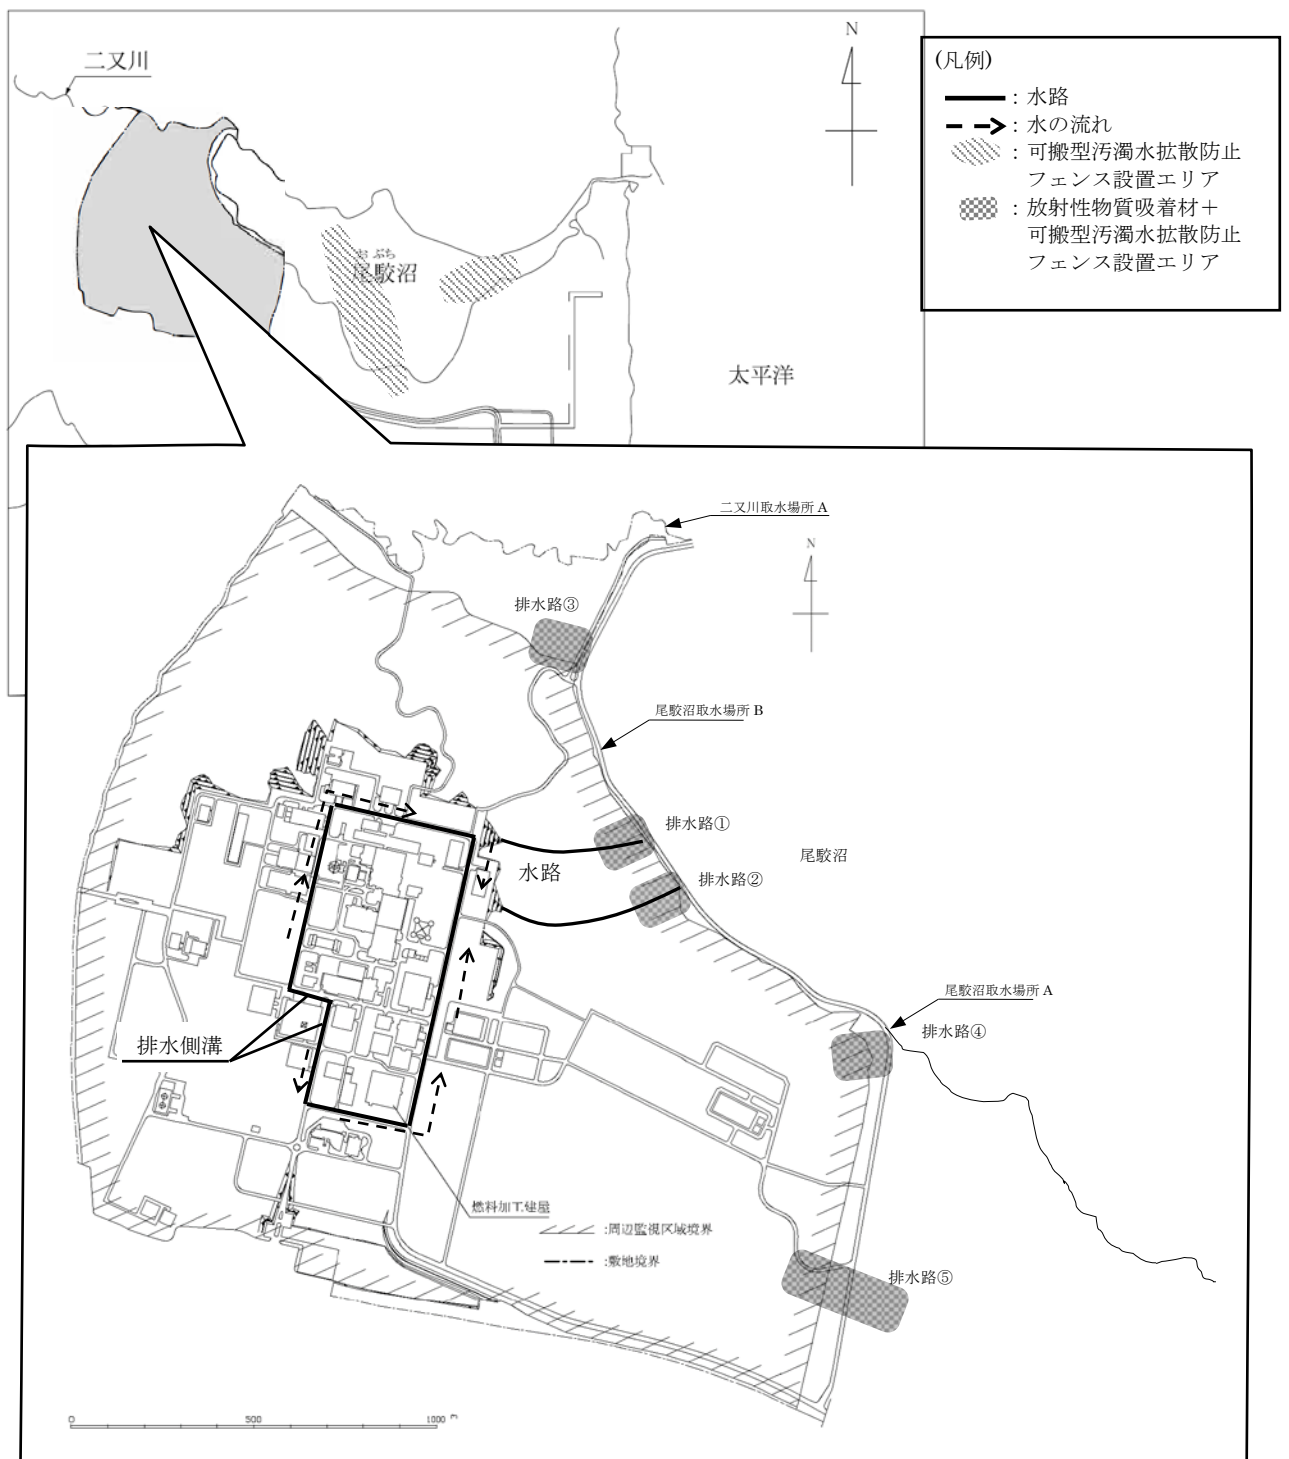 二又川
N
(凡例)
: 水路
: 水の流れ
: 可搬型汚濁水拡散防止
フェンス設置エリア
: 放射性物質吸着材＋
可搬型汚濁水拡散防止
フェンス設置エリア
お ぶち
尾駮沼
太平洋
二又川取水場所 A
N
排水路③
尾駮沼取水場所 B
排水路①
尾駮沼
水路
排水路②
尾駮沼取水場所 A
排水路④
排水側溝
燃料加工建屋
:周辺監視区域境界
:敷地境界
排水路⑤
0 500 1000 m